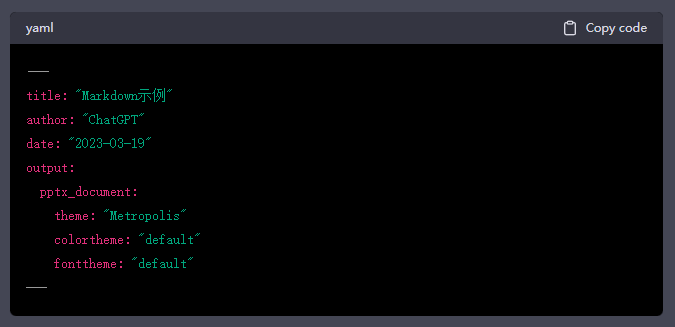 yaml
Copy code
---
title: "Markdown示例"
author: "ChatGPT"
date: "2023-03-19"
output:
  pptx_document:
    theme: "Metropolis"
    colortheme: "default"
    fonttheme: "default"
---